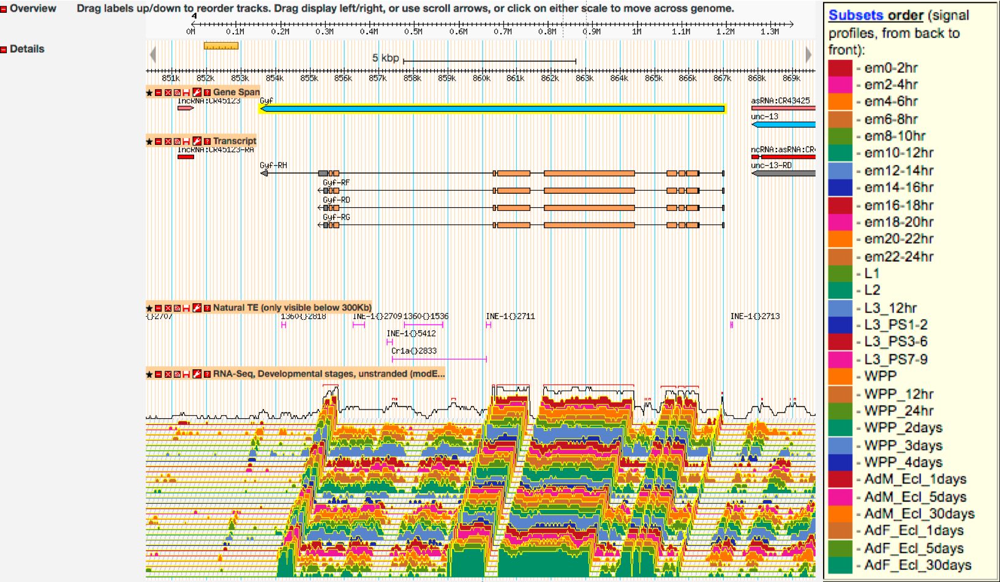 Overview
Drag labels up/down to reorder tracks. Drag display left/right, or use scroll arrows, or click on either scale to move across genome.
4
0M 0.1M 0.2M 0.3M 0.4M 0.5M 0.6M 0.7M 0.8M 0.9M 1M 1.1M 1.2M 1.3M
Details
5 kbp
851k 852k 853k 854k 855k 856k 857k 858k 859k 860k 861k 862k 863k 864k 865k 866k 867k 868k 869k
Gene Span
lncRNA:CR45123 Gyf asRNA:CR43425
unc-13
Transcript
lncRNA:CR45123-RA ncRNA:asRNA:CR
Gyf-RH unc-13-RD
Gyf-RF
Gyf-RD
Gyf-RG
Natural TE (only visible below 300Kb)
{}2707 1360{}2818 INE-1{}2709 1360{}1536 INE-1{}2711 INE-1{}2713
INE-1{}5412
Cr1a{}2833
RNA-Seq, Developmental stages, unstranded (modE...
Subsets order (signal
profiles, from back to
front):
- em0-2hr
- em2-4hr
- em4-6hr
- em6-8hr
- em8-10hr
- em10-12hr
- em12-14hr
- em14-16hr
- em16-18hr
- em18-20hr
- em20-22hr
- em22-24hr
- L1
- L2
- L3_12hr
- L3_PS1-2
- L3_PS3-6
- L3_PS7-9
- WPP
- WPP_12hr
- WPP_24hr
- WPP_2days
- WPP_3days
- WPP_4days
- AdM_Ecl_1days
- AdM_Ecl_5days
- AdM_Ecl_30days
- AdF_Ecl_1days
- AdF_Ecl_5days
- AdF_Ecl_30days